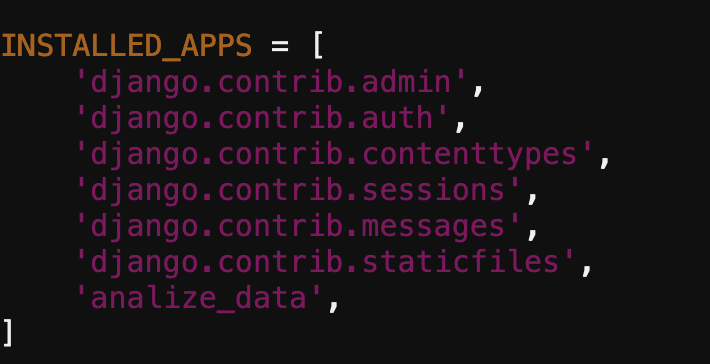 INSTALLED_APPS = [
    'django.contrib.admin',
    'django.contrib.auth',
    'django.contrib.contenttypes',
    'django.contrib.sessions',
    'django.contrib.messages',
    'django.contrib.staticfiles',
    'analize_data',
]